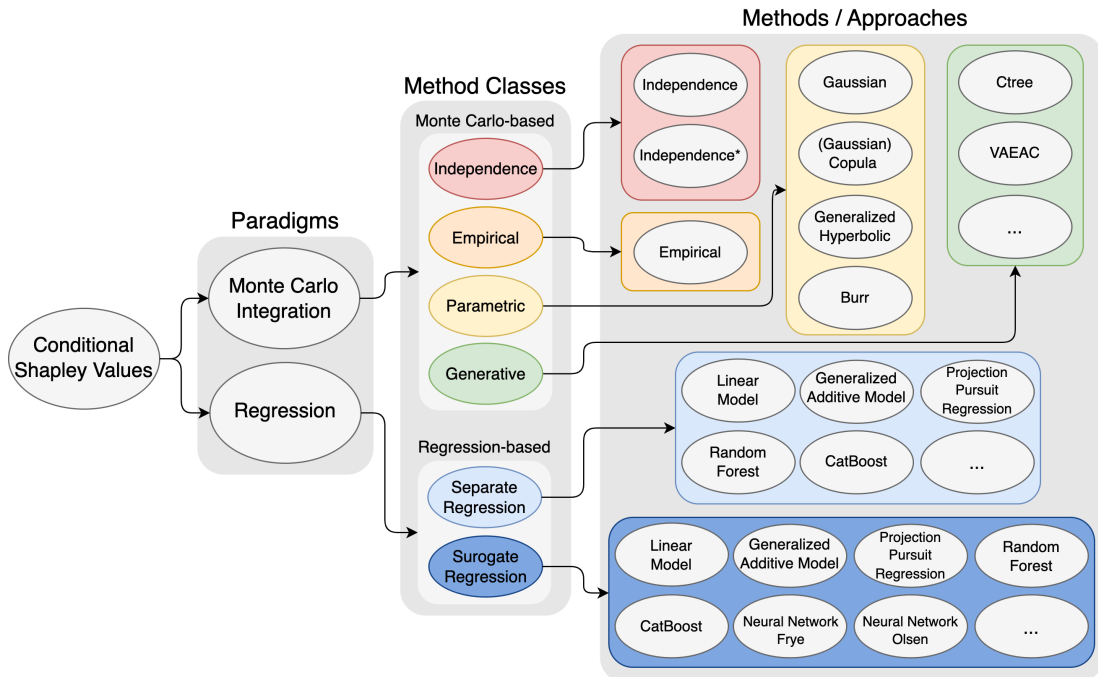 Methods / Approaches
Method Classes
Paradigms
Conditional
Shapley Values
Monte Carlo
Integration
Regression
Monte Carlo-based
Independence
Empirical
Parametric
Generative
Regression-based
Separate
Regression
Surogate
Regression
Independence
Independence*
Empirical
Gaussian
(Gaussian)
Copula
Generalized
Hyperbolic
Burr
Ctree
VAEAC
...
Linear
Model
Generalized
Additive Model
Projection
Pursuit
Regression
Random
Forest
CatBoost
...
Linear
Model
Generalized
Additive Model
Projection
Pursuit
Regression
Random
Forest
CatBoost
Neural Network
Frye
Neural Network
Olsen
...